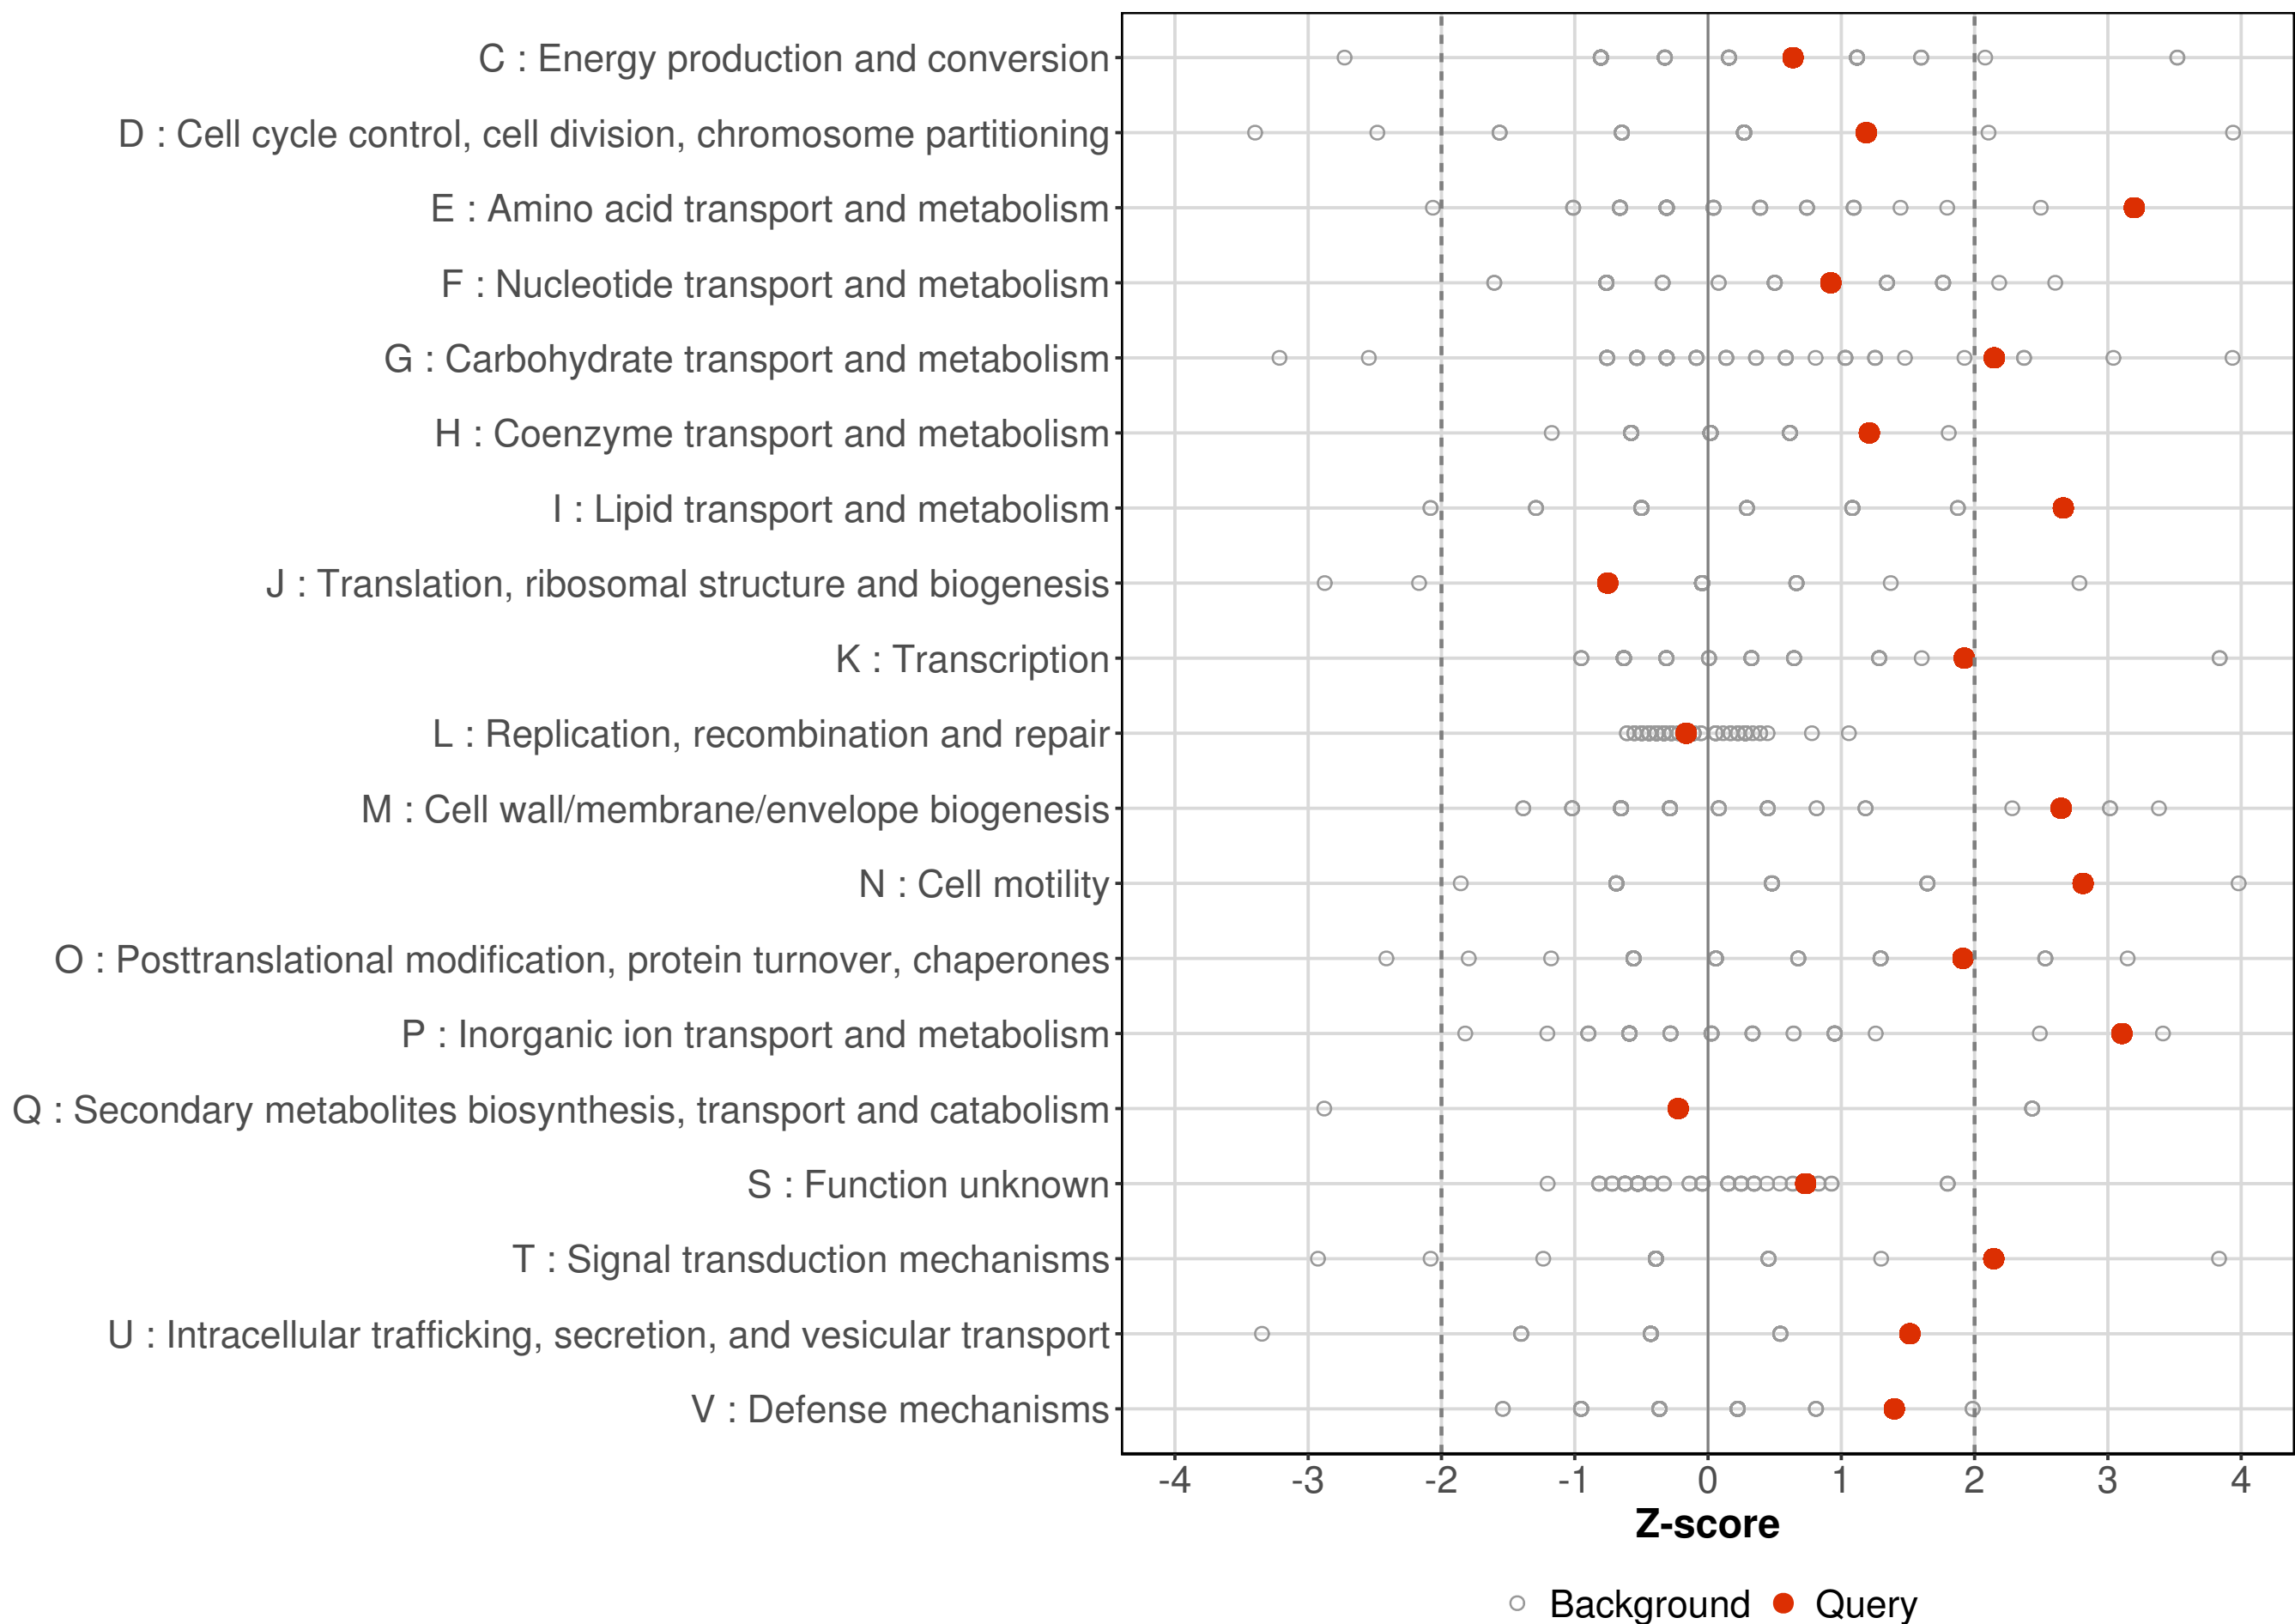 C : Energy production and conversion
D : Cell cycle control, cell division, chromosome partitioning
E : Amino acid transport and metabolism
F : Nucleotide transport and metabolism
G : Carbohydrate transport and metabolism
H : Coenzyme transport and metabolism
I : Lipid transport and metabolism
J : Translation, ribosomal structure and biogenesis
K : Transcription
L : Replication, recombination and repair
M : Cell wall/membrane/envelope biogenesis
N : Cell motility
O : Posttranslational modification, protein turnover, chaperones
P : Inorganic ion transport and metabolism
Q : Secondary metabolites biosynthesis, transport and catabolism
S : Function unknown
T : Signal transduction mechanisms
U : Intracellular trafficking, secretion, and vesicular transport
V : Defense mechanisms
-4 -3 -2 -1 0 1 2 3 4
Z-score
Background Query